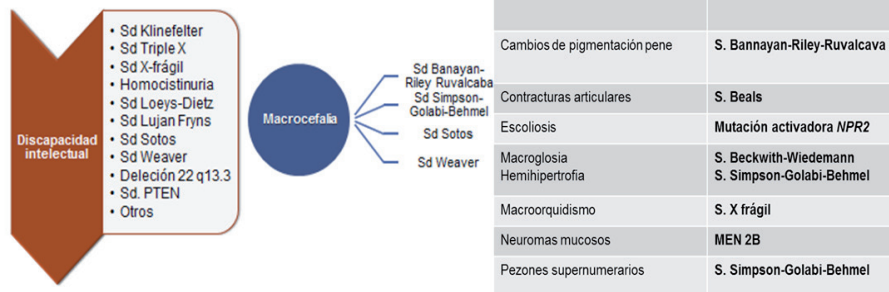 Discapacidad
intelectual
• Sd Klinefelter
• Sd Triple X
• Sd X-frágil
• Homocistinuria
• Sd Loeys-Dietz
• Sd Lujan Fryns
• Sd Sotos
• Sd Weaver
• Deleción 22 q13.3
• Sd. PTEN
• Otros
Macrocefalia
Sd Banayan-
Riley Ruvalcaba
Sd Simpson-
Golabi-Behmel
Sd Sotos
Sd Weaver
Cambios de pigmentación pene S. Bannayan-Riley-Ruvalcava
Contracturas articulares S. Beals
Escoliosis Mutación activadora NPR2
Macroglosia S. Beckwith-Wiedemann
Hemihipertrofia S. Simpson-Golabi-Behmel
Macroorquidismo S. X frágil
Neuromas mucosos MEN 2B
Pezones supernumerarios S. Simpson-Golabi-Behmel